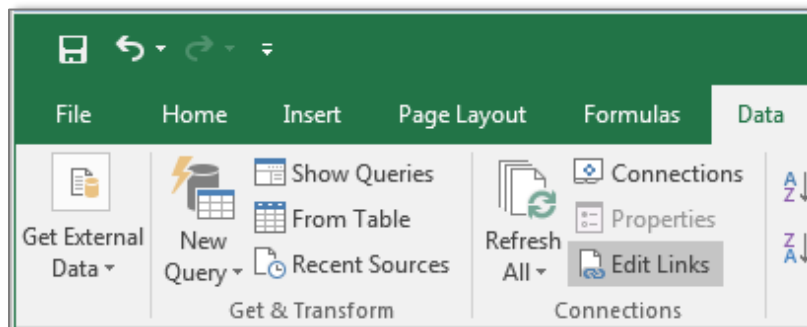 File Home Insert Page Layout Formulas Data
Get External
Data
New
Query
Show Queries
From Table
Recent Sources
Get & Transform
Refresh
All
Connections
Properties
Edit Links
Connections
A
Z
Z
A